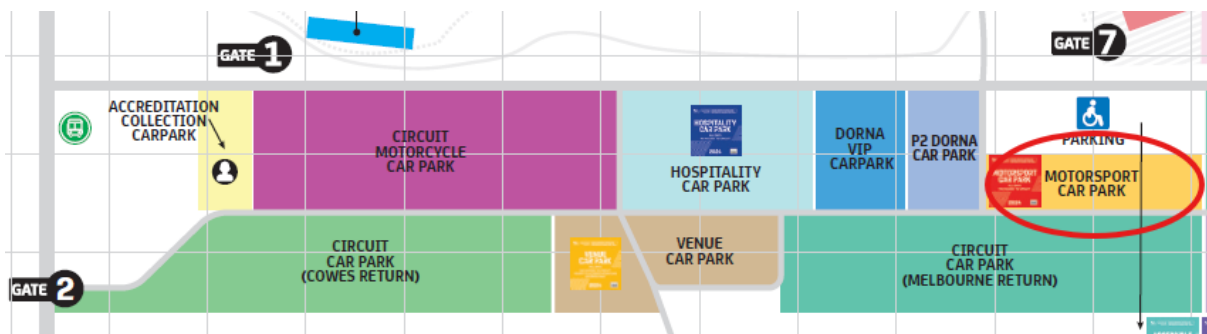 GATE 1
GATE 7
ACCREDITATION
COLLECTION
CARPARK
CIRCUIT
MOTORCYCLE
CAR PARK
HOSPITALITY
CAR PARK
2024
HOSPITALITY
CAR PARK
DORNA
VIP
CARPARK
P2 DORNA
CAR PARK
PARKING
MOTORSPORT
CAR PARK
2024
MOTORSPORT
CAR PARK
CIRCUIT
CAR PARK
(COWES RETURN)
VENUE
CAR PARK
VENUE
CAR PARK
CIRCUIT
CAR PARK
(MELBOURNE RETURN)
GATE 2